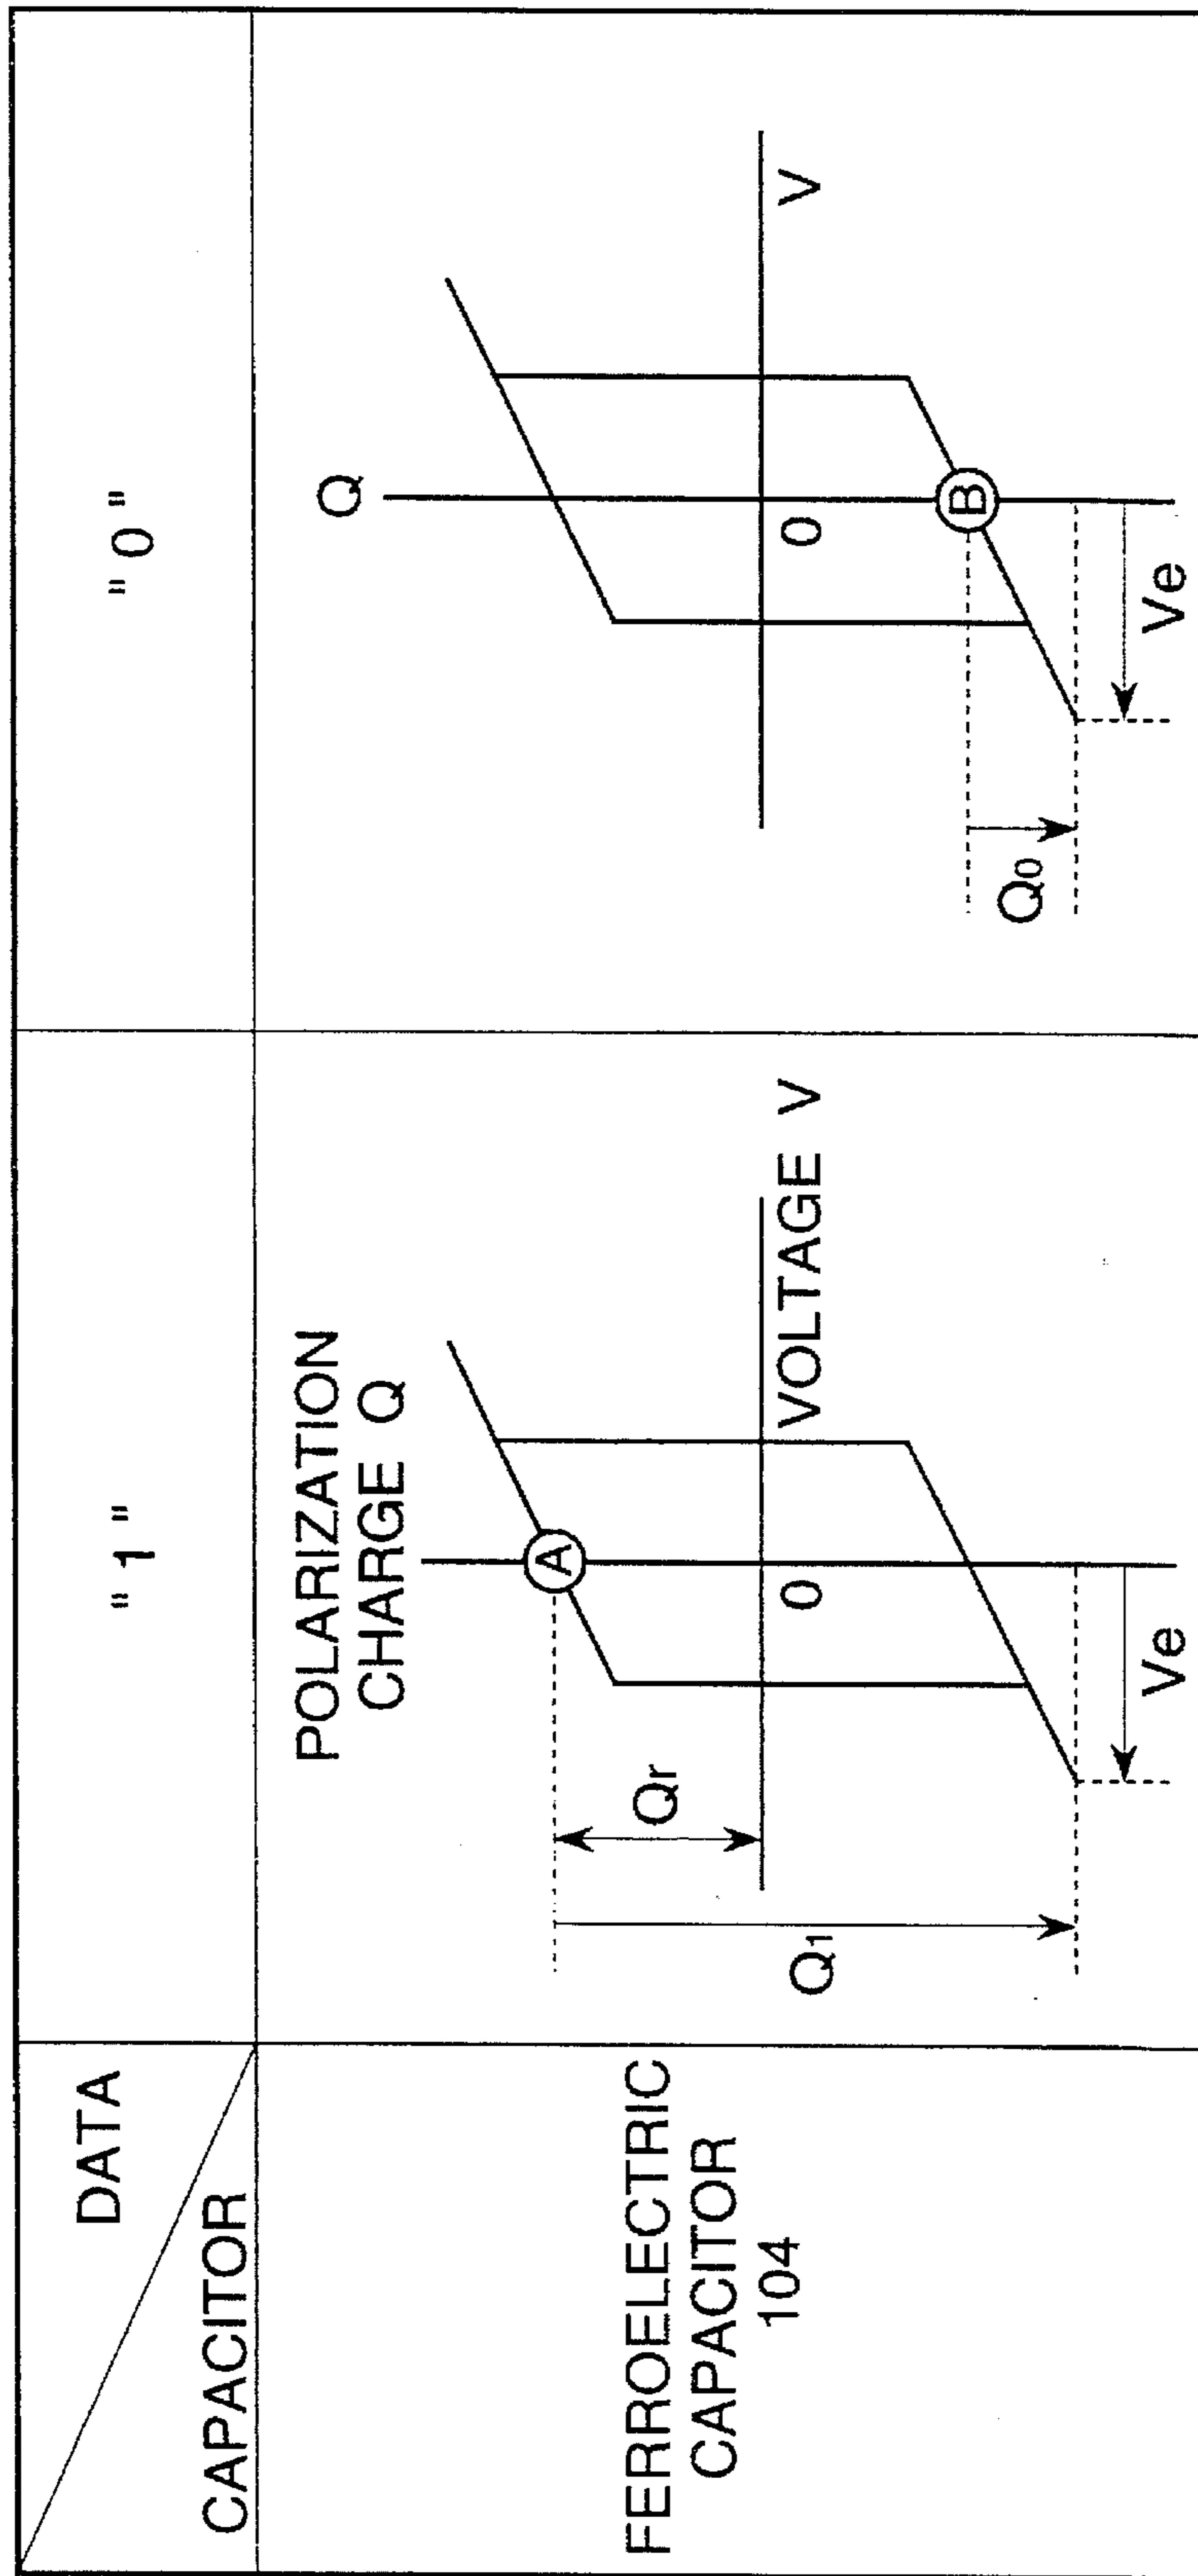 DATA
CAPACITOR
" 1 "
" 0 "
FERROELECTRIC
CAPACITOR
104
POLARIZATION
CHARGE Q
A
Qr
Q1
0
VOLTAGE V
Ve
Q
B
0
V
Q0
Ve